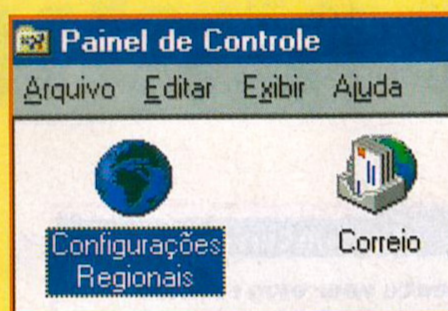 Painel de Controle
Arquivo Editar Exibir Ajuda
Configurações
Regionais
Correio